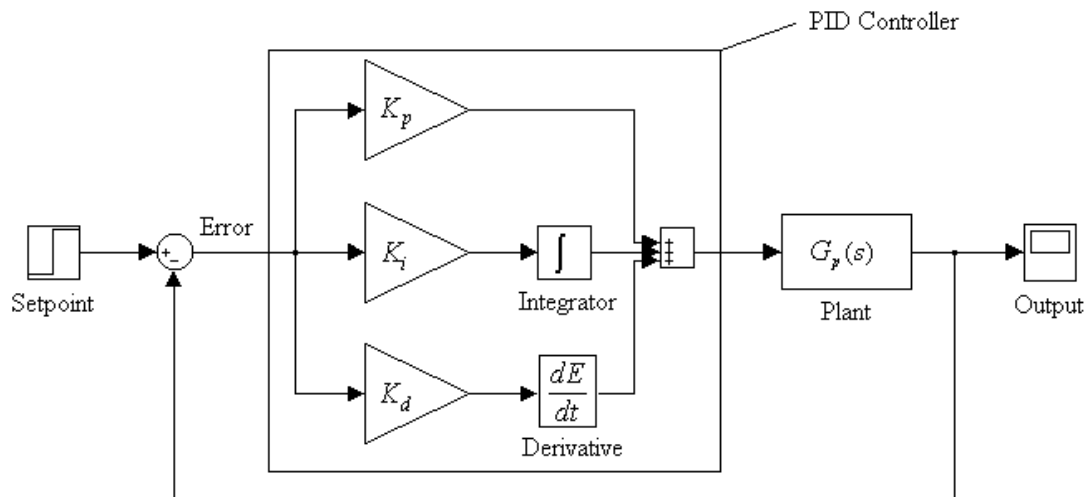 PID Controller
K_p
Error
+
-
Setpoint
K_i
∫
Integrator
+
+
+
G_p(s)
Plant
Output
K_d
dE
dt
Derivative